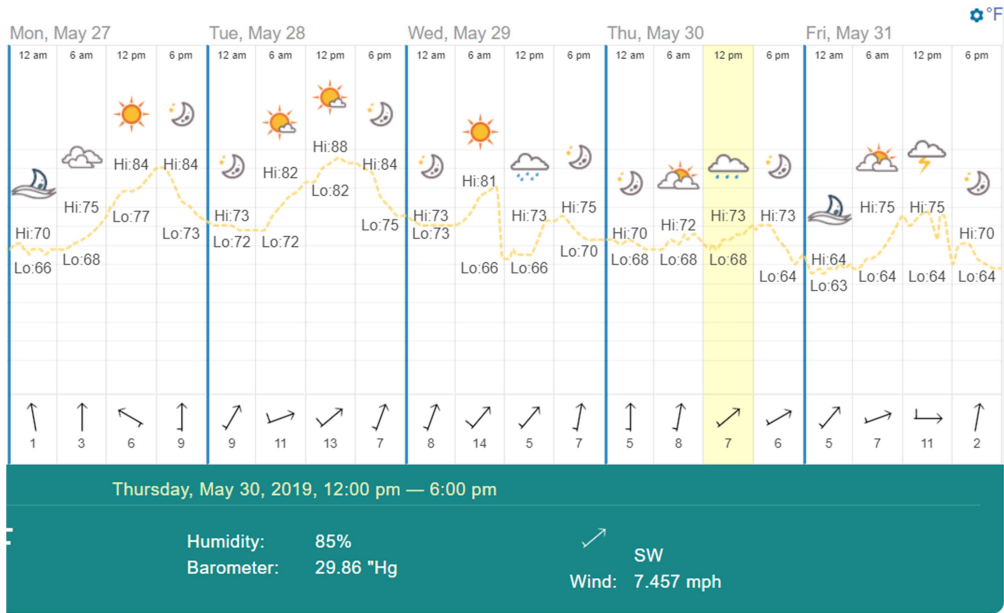 °F
Mon, May 27 Tue, May 28 Wed, May 29 Thu, May 30 Fri, May 31
12 am 6 am 12 pm 6 pm 12 am 6 am 12 pm 6 pm 12 am 6 am 12 pm 6 pm 12 am 6 am 12 pm 6 pm 12 am 6 am 12 pm 6 pm
Hi:70 Hi:75 Hi:84 Hi:84 Hi:73 Hi:82 Hi:88 Hi:84 Hi:73 Hi:81 Hi:73 Hi:75 Hi:70 Hi:72 Hi:73 Hi:73 Hi:64 Hi:75 Hi:75 Hi:70
Lo:66 Lo:68 Lo:77 Lo:73 Lo:72 Lo:72 Lo:82 Lo:75 Lo:73 Lo:66 Lo:66 Lo:70 Lo:68 Lo:68 Lo:68 Lo:64 Lo:63 Lo:64 Lo:64 Lo:64
1 3 6 9 9 11 13 7 8 14 5 7 5 8 7 6 5 7 11 2
Thursday, May 30, 2019, 12:00 pm — 6:00 pm
Humidity: 85%
Barometer: 29.86 "Hg
SW
Wind: 7.457 mph